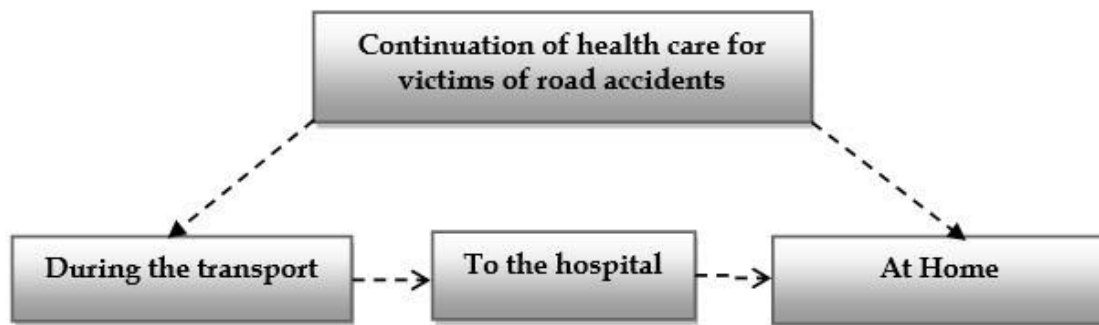 Continuation of health care for
victims of road accidents
During the transport
To the hospital
At Home